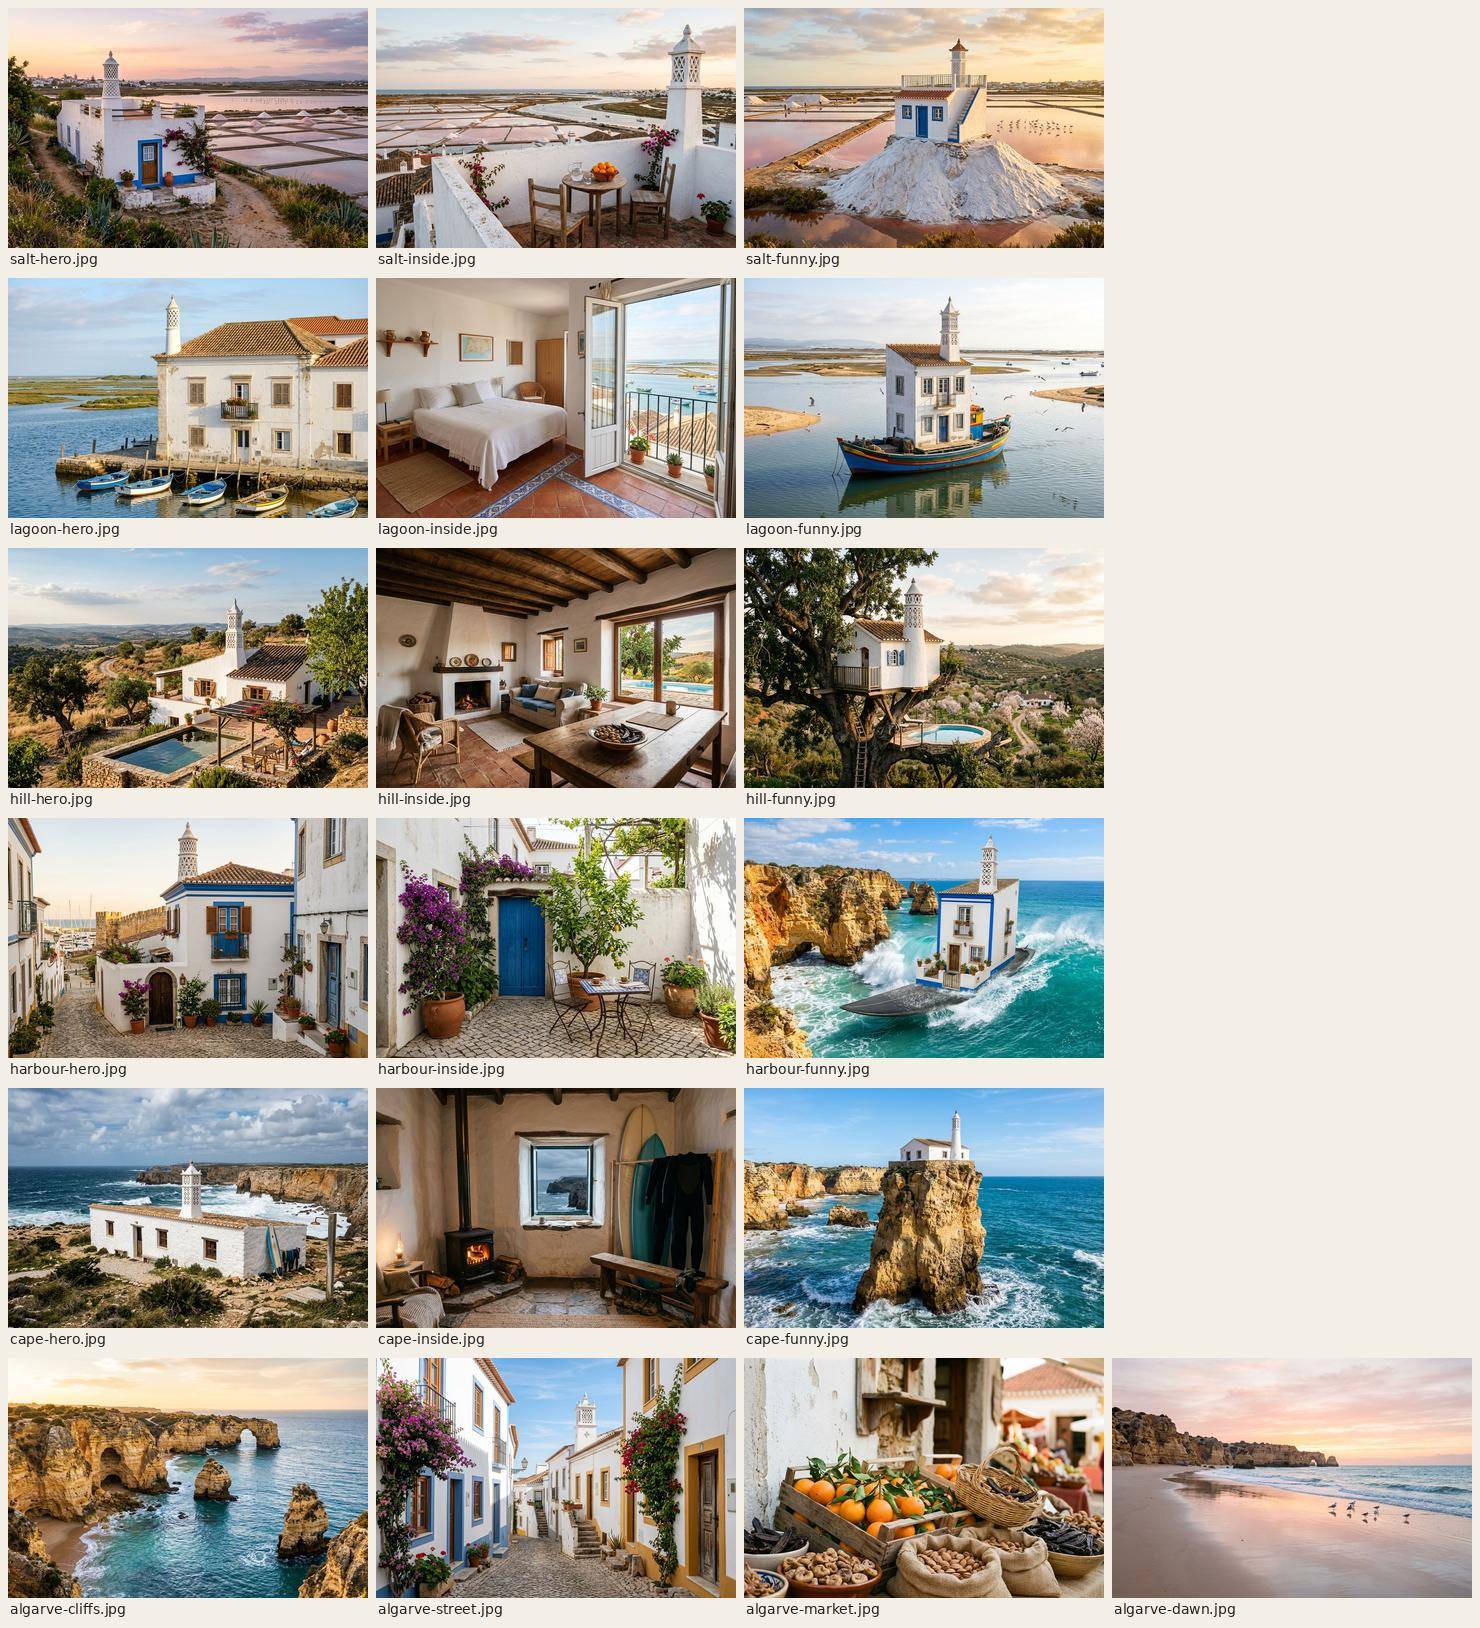 salt-hero.jpg
salt-inside.jpg
salt-funny.jpg
lagoon-hero.jpg
lagoon-inside.jpg
lagoon-funny.jpg
hill-hero.jpg
hill-inside.jpg
hill-funny.jpg
harbour-hero.jpg
harbour-inside.jpg
harbour-funny.jpg
cape-hero.jpg
cape-inside.jpg
cape-funny.jpg
algarve-cliffs.jpg
algarve-street.jpg
algarve-market.jpg
algarve-dawn.jpg